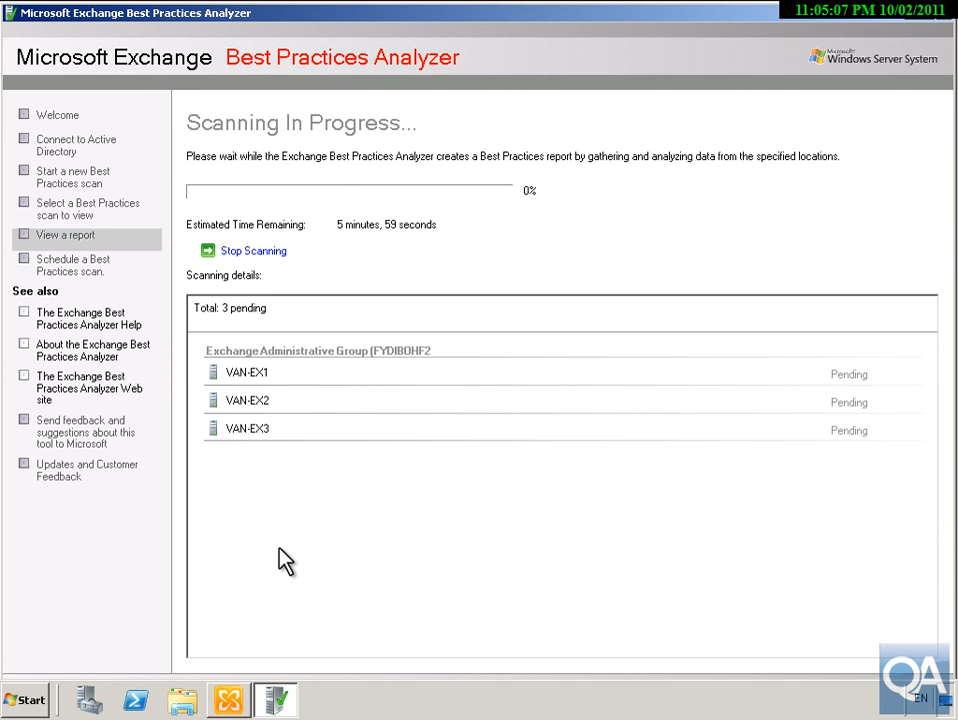 Microsoft Exchange Best Practices Analyzer
11:05:07 PM 10/02/2011
Microsoft Exchange Best Practices Analyzer
Microsoft
Windows Server System
Welcome
Connect to Active
Directory
Start a new Best
Practices scan
Select a Best Practices
scan to view
View a report
Schedule a Best
Practices scan.
See also
The Exchange Best
Practices Analyzer Help
About the Exchange Best
Practices Analyzer
The Exchange Best
Practices Analyzer Web
site
Send feedback and
suggestions about this
tool to Microsoft
Updates and Customer
Feedback
Scanning In Progress...
Please wait while the Exchange Best Practices Analyzer creates a Best Practices report by gathering and analyzing data from the specified locations.
0%
Estimated Time Remaining: 5 minutes, 59 seconds
Stop Scanning
Scanning details:
Total: 3 pending
Exchange Administrative Group (FYDIBOHF2
VAN-EX1 Pending
VAN-EX2 Pending
VAN-EX3 Pending
QA
Start
EN